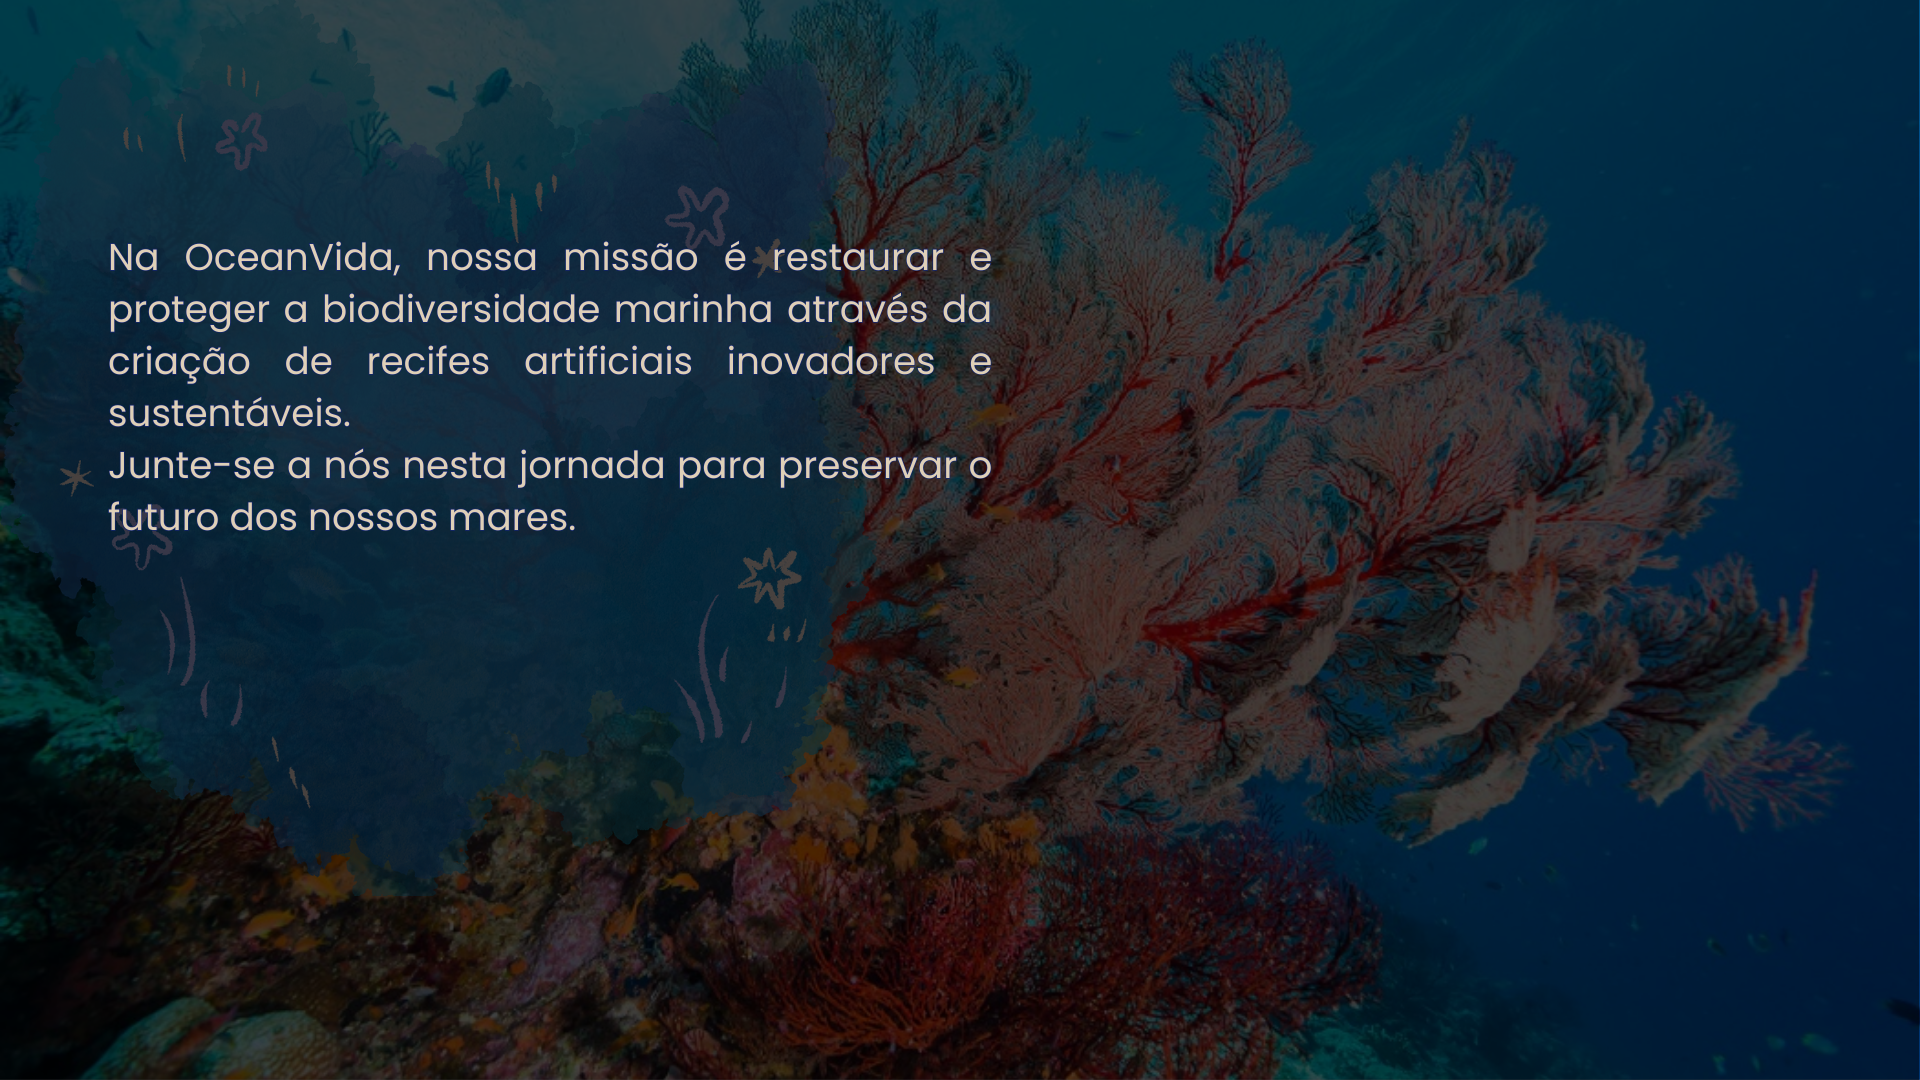 Na OceanVida, nossa missão é restaurar e
proteger a biodiversidade marinha através da
criação de recifes artificiais inovadores e
sustentáveis.
Junte-se a nós nesta jornada para preservar o
futuro dos nossos mares.